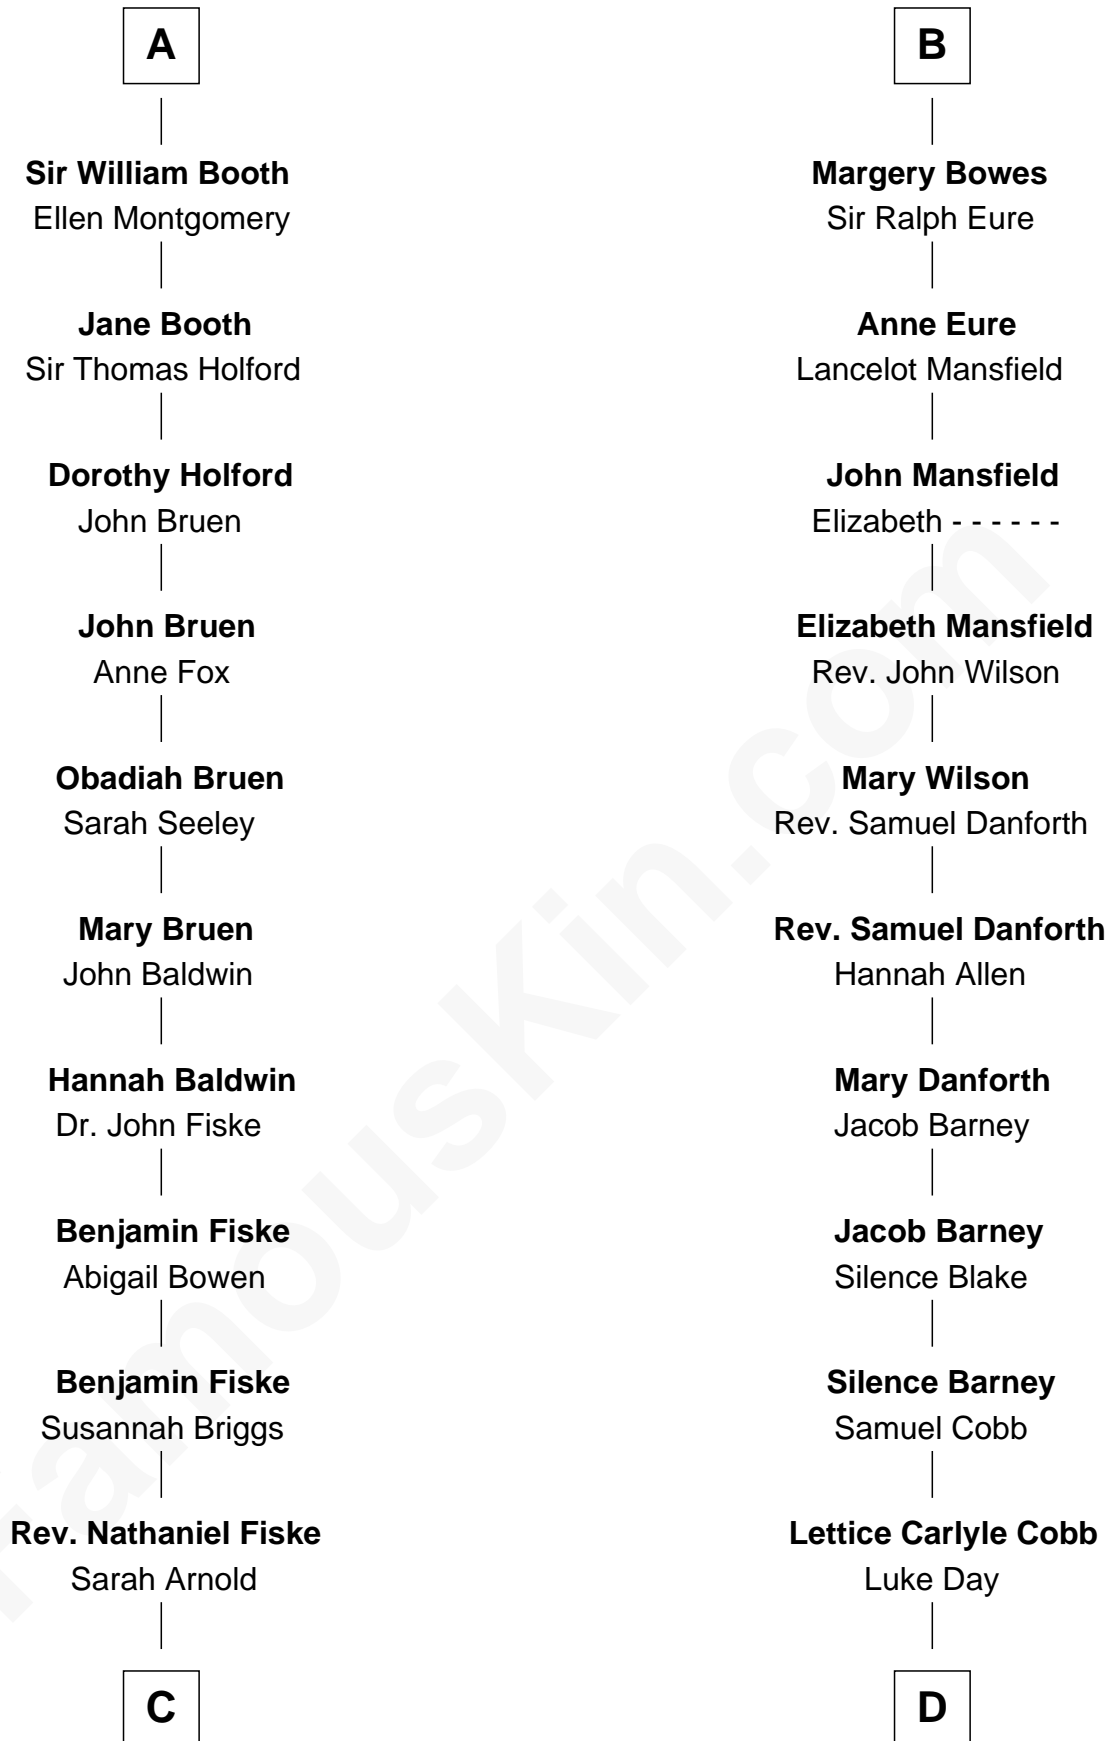 A
Sir William Booth
Ellen Montgomery
Jane Booth
Sir Thomas Holford
Dorothy Holford
John Bruen
John Bruen
Anne Fox
Obadiah Bruen
Sarah Seeley
Mary Bruen
John Baldwin
Hannah Baldwin
Dr. John Fiske
Benjamin Fiske
Abigail Bowen
Benjamin Fiske
Susannah Briggs
Rev. Nathaniel Fiske
Sarah Arnold
C
B
Margery Bowes
Sir Ralph Eure
Anne Eure
Lancelot Mansfield
John Mansfield
Elizabeth - - - - - -
Elizabeth Mansfield
Rev. John Wilson
Mary Wilson
Rev. Samuel Danforth
Rev. Samuel Danforth
Hannah Allen
Mary Danforth
Jacob Barney
Jacob Barney
Silence Blake
Silence Barney
Samuel Cobb
Lettice Carlyle Cobb
Luke Day
D
FamousKin.com